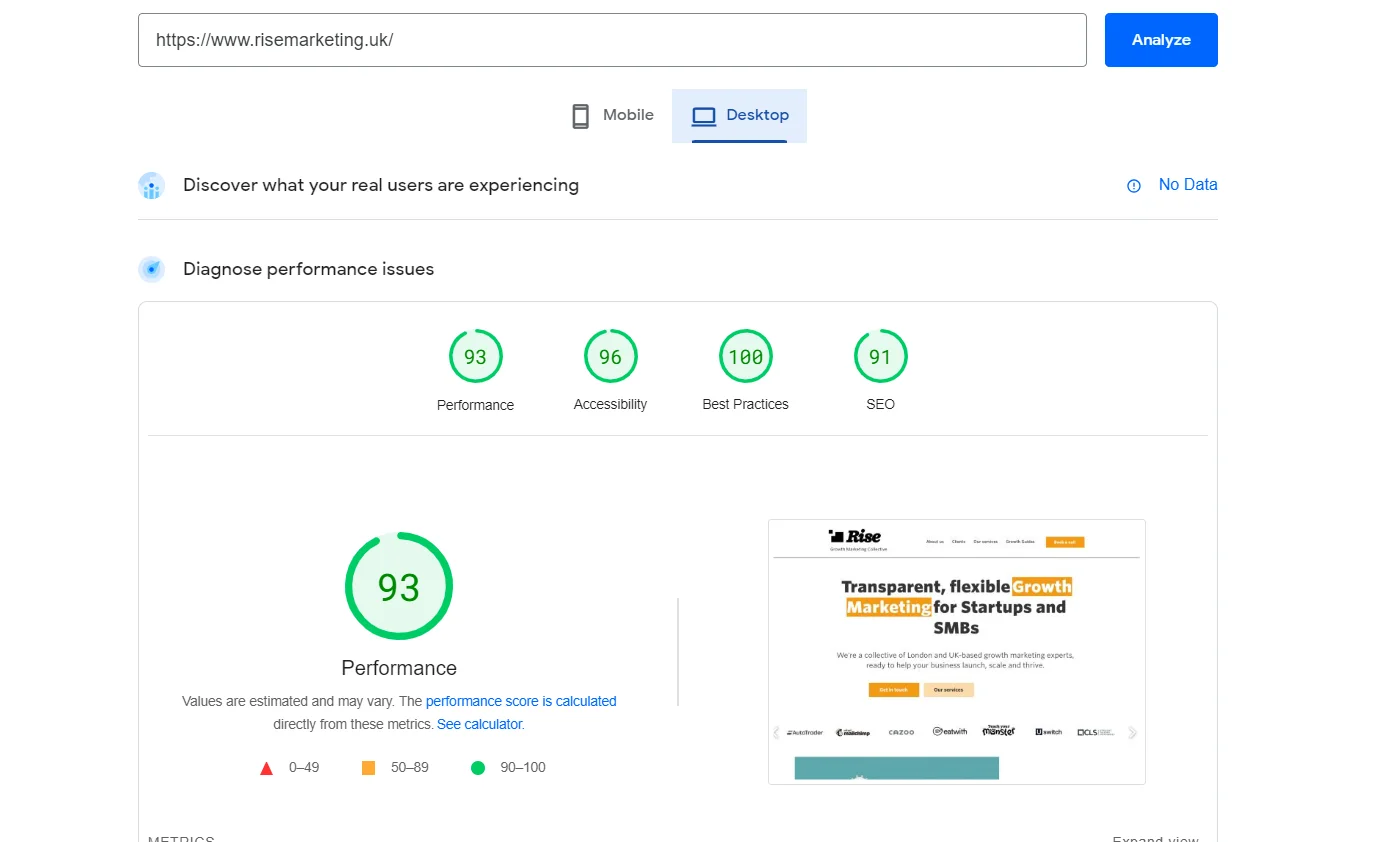 https://www.risemarketing.uk/
Analyze
Mobile
Desktop
Discover what your real users are experiencing
No Data
Diagnose performance issues
93
96
100
91
Performance
Accessibility
Best Practices
SEO
93
Performance
Values are estimated and may vary. The performance score is calculated
directly from these metrics. See calculator.
0–49
50–89
90–100
Rise
Growth Marketing Collective
About us
Clients
Our services
Growth Guides
Book a call
Transparent, flexible Growth
Marketing for Startups and
SMBs
We're a collective of London and UK-based growth marketing experts,
ready to help your business launch, scale and thrive.
Get in touch
Our services
AutoTrader
mailchimp
CAZOO
eatwith
Teach your
monster
Uswitch
CLS
METRICS
Expand view